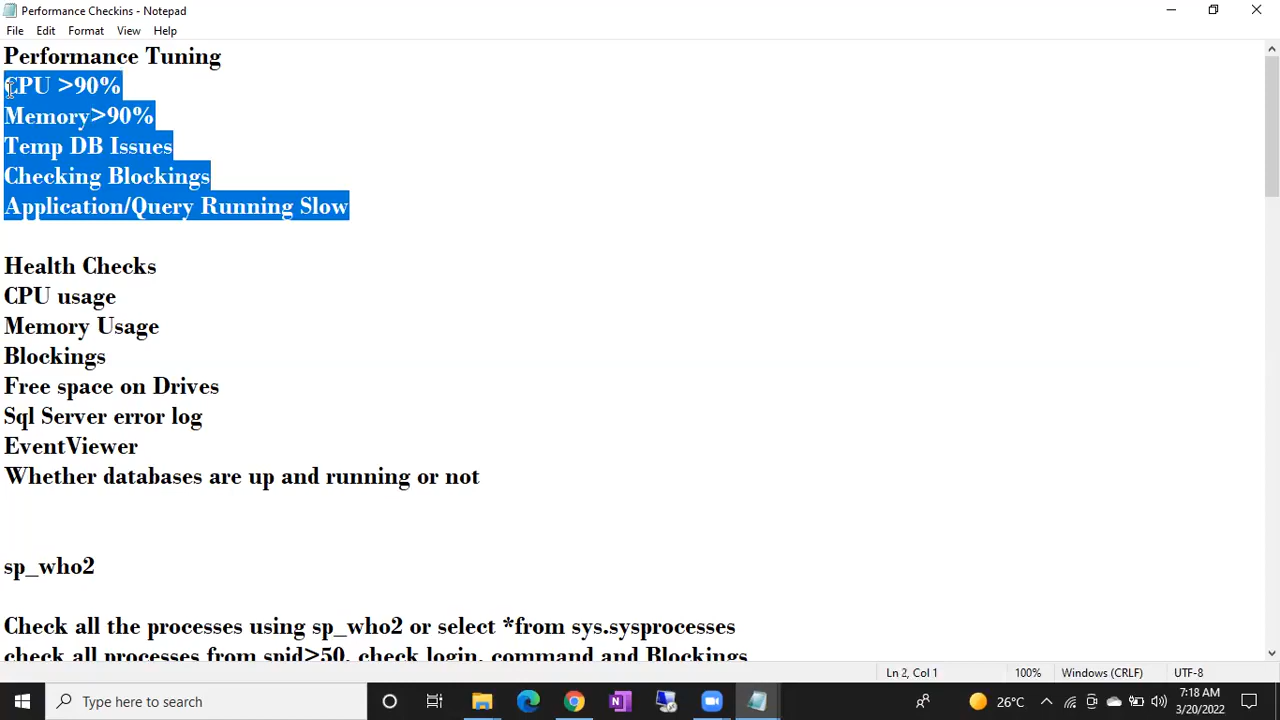 Performance Checkins - Notepad
File Edit Format View Help
Performance Tuning
CPU >90%
Memory>90%
Temp DB Issues
Checking Blockings
Application/Query Running Slow
Health Checks
CPU usage
Memory Usage
Blockings
Free space on Drives
Sql Server error log
EventViewer
Whether databases are up and running or not
sp_who2
Check all the processes using sp_who2 or select *from sys.sysprocesses
check all processes from spid>50, check login, command and Blockings
Ln 2, Col 1 100% Windows (CRLF) UTF-8
Type here to search 26°C 7:18 AM
3/20/2022